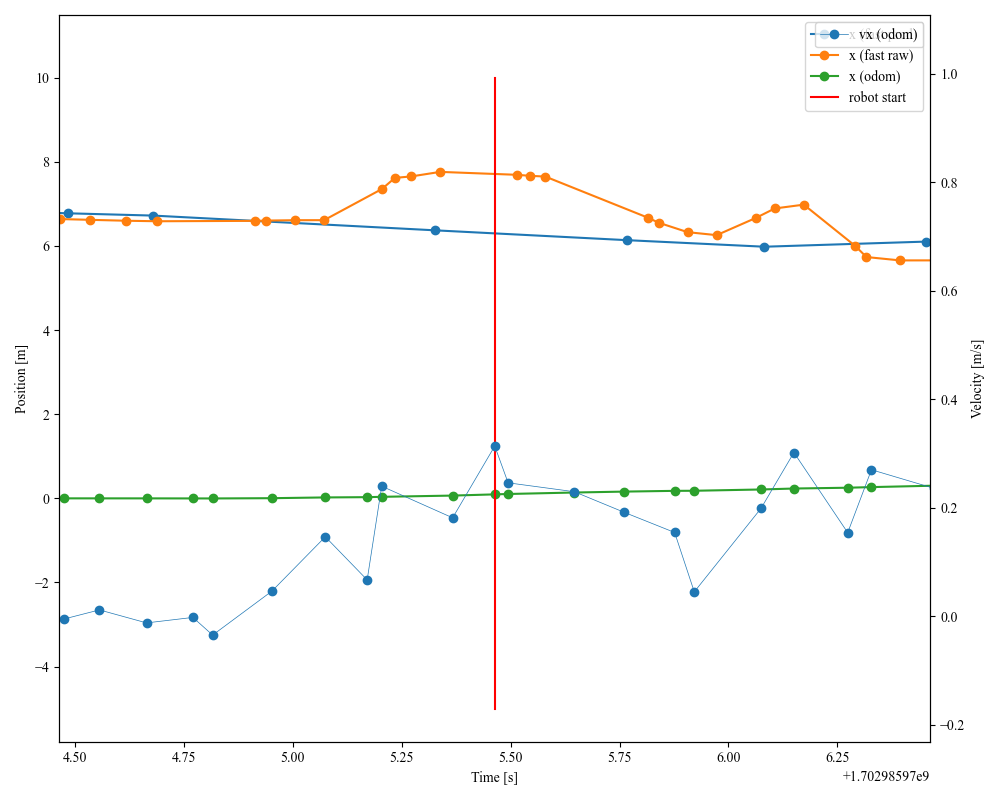 vx (odom)
x (fast raw)
x (odom)
robot start
10
8
6
4
2
0
−2
−4
1.0
0.8
0.6
0.4
0.2
0.0
−0.2
Position [m]
Velocity [m/s]
4.50 4.75 5.00 5.25 5.50 5.75 6.00 6.25
Time [s]
+1.70298597e9